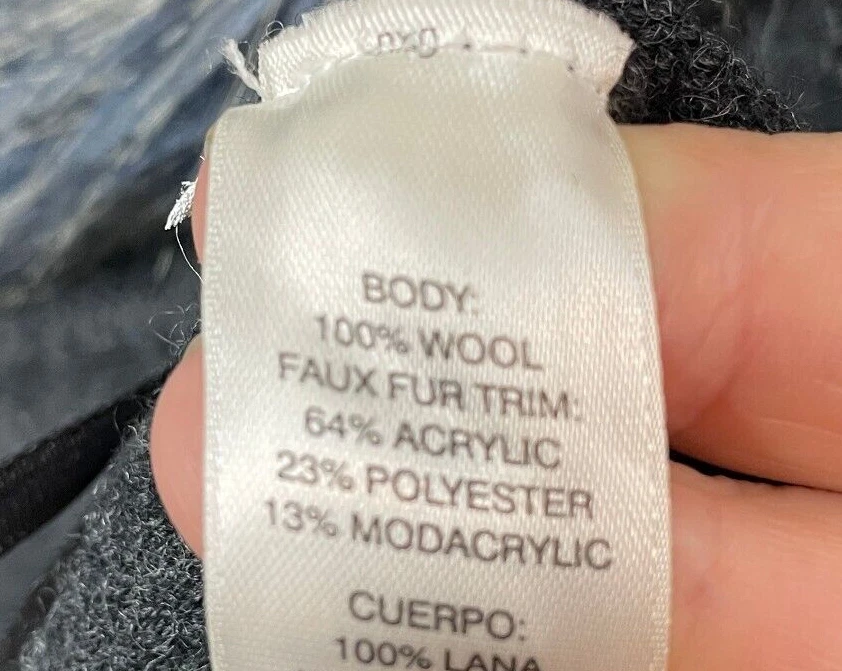 BODY:
100% WOOL
FAUX FUR TRIM:
64% ACRYLIC
23% POLYESTER
13% MODACRYLIC
CUERPO:
100% LANA